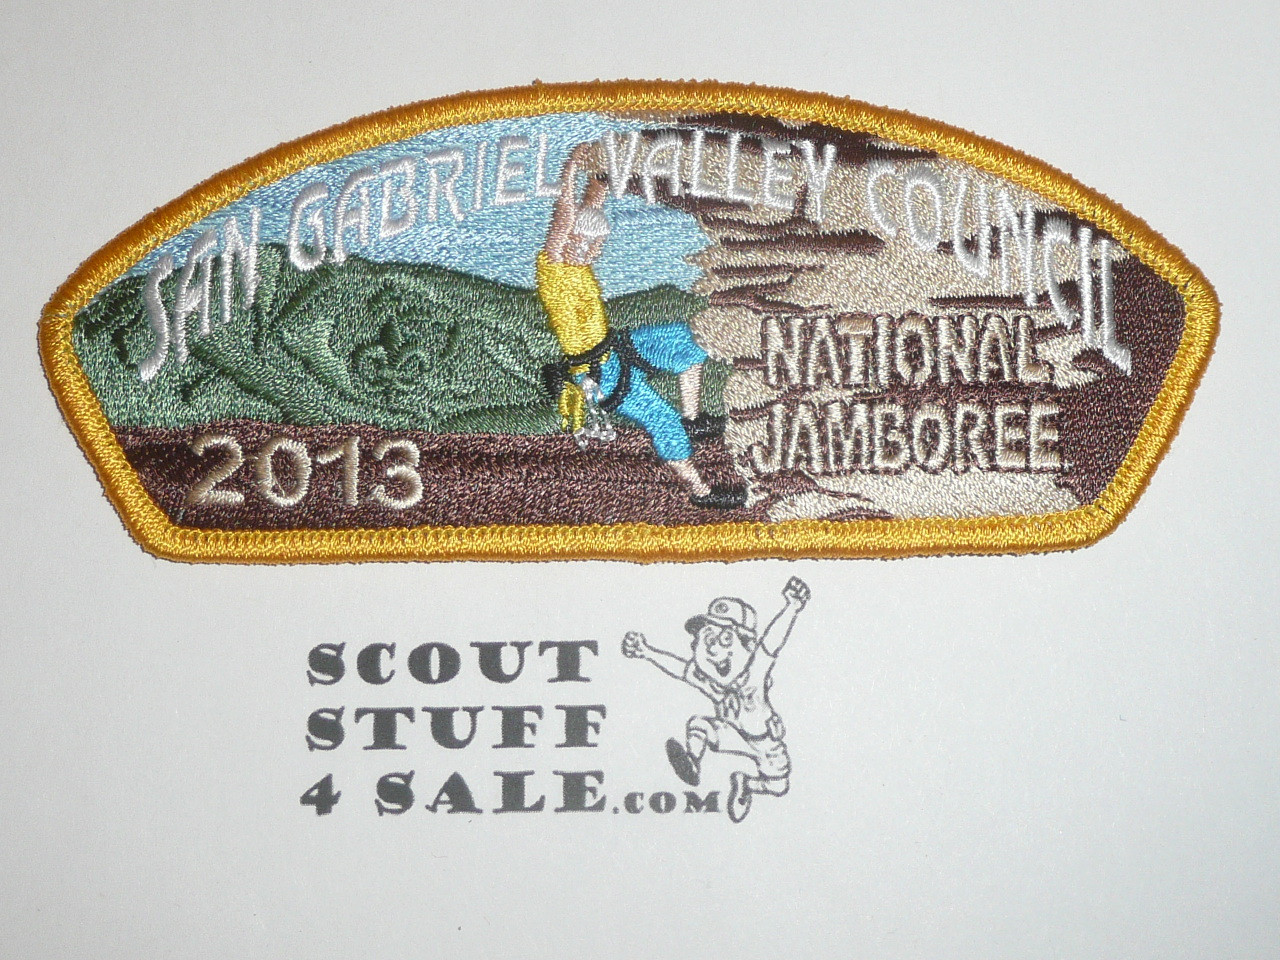 SAN GABRIEL VALLEY COUNCIL
NATIONAL
JAMBOREE
2013
SCOUT
STUFF
4 SALE.COM